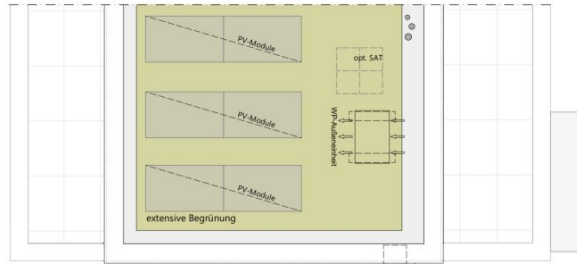 PV-Module
opt. SAT
PV-Module
WP-Außeneinheit
PV-Module
extensive Begrünung